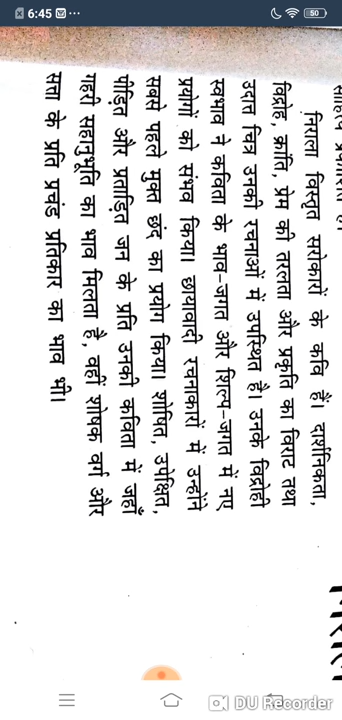 6:45
50
साहित्य प्रकाशित है।
निराला विस्तृत सरोकारों के कवि हैं। दार्शनिकता,
विद्रोह, क्रांति, प्रेम की तरलता और प्रकृति का विराट तथा
उदात्त चित्र उनकी रचनाओं में उपस्थित है। उनके विद्रोही
स्वभाव ने कविता के भाव-जगत और शिल्प-जगत में नए
प्रयोगों को संभव किया। छायावादी रचनाकारों में उन्होंने
सबसे पहले मुक्त छंद का प्रयोग किया। शोषित, उपेक्षित,
पीड़ित और प्रताड़ित जन के प्रति उनकी कविता में जहाँ
गहरी सहानुभूति का भाव मिलता है, वहीं शोषक वर्ग और
सत्ता के प्रति प्रचंड प्रतिकार का भाव भी।
DU Recorder